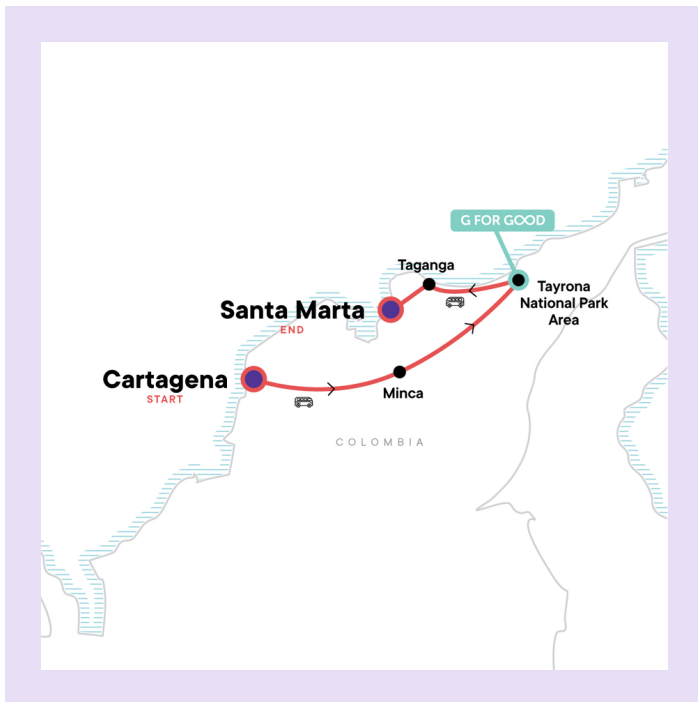 G FOR GOOD
Taganga
Tayrona
National Park
Area
Santa Marta
END
Cartagena
START
Minca
COLOMBIA